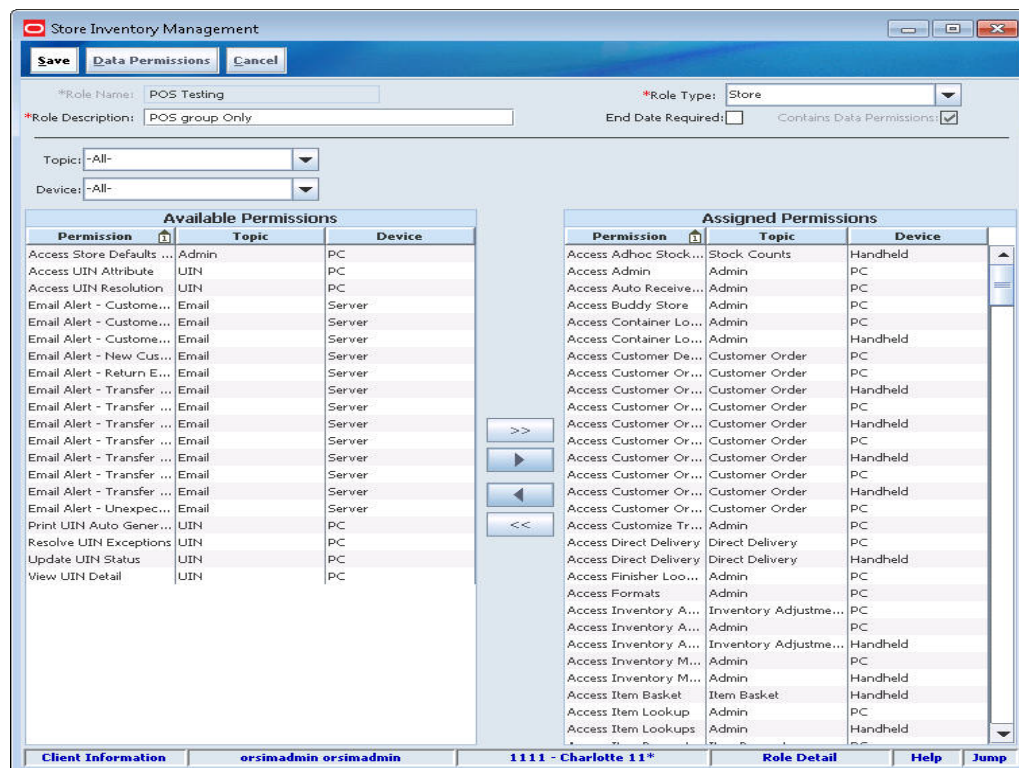 Store Inventory Management
Save Data Permissions Cancel
*Role Name: POS Testing *Role Type: Store
*Role Description: POS group Only End Date Required: Contains Data Permissions:
Topic: -All-
Device: -All-
Available Permissions
Permission 1 Topic Device
Access Store Defaults ... Admin PC
Access UIN Attribute UIN PC
Access UIN Resolution UIN PC
Email Alert - Custome... Email Server
Email Alert - Custome... Email Server
Email Alert - Custome... Email Server
Email Alert - New Cus... Email Server
Email Alert - Return E... Email Server
Email Alert - Transfer ... Email Server
Email Alert - Transfer ... Email Server
Email Alert - Transfer ... Email Server
Email Alert - Transfer ... Email Server
Email Alert - Transfer ... Email Server
Email Alert - Transfer ... Email Server
Email Alert - Transfer ... Email Server
Email Alert - Unexpec... Email Server
Print UIN Auto Gener... UIN PC
Resolve UIN Exceptions UIN PC
Update UIN Status UIN PC
View UIN Detail UIN PC
>>
<<
Assigned Permissions
Permission 1 Topic Device
Access Adhoc Stock... Stock Counts Handheld
Access Admin Admin PC
Access Auto Receive... Admin PC
Access Buddy Store Admin PC
Access Container Lo... Admin PC
Access Container Lo... Admin Handheld
Access Customer De... Customer Order PC
Access Customer Or... Customer Order PC
Access Customer Or... Customer Order Handheld
Access Customer Or... Customer Order PC
Access Customer Or... Customer Order Handheld
Access Customer Or... Customer Order PC
Access Customer Or... Customer Order Handheld
Access Customer Or... Customer Order PC
Access Customer Or... Customer Order Handheld
Access Customer Or... Customer Order PC
Access Customize Tr... Admin PC
Access Direct Delivery Direct Delivery PC
Access Direct Delivery Direct Delivery Handheld
Access Finisher Loo... Admin PC
Access Formats Admin PC
Access Inventory A... Inventory Adjustme... PC
Access Inventory A... Admin PC
Access Inventory A... Inventory Adjustme... Handheld
Access Inventory M... Admin PC
Access Inventory M... Admin Handheld
Access Item Basket Item Basket Handheld
Access Item Lookup Admin PC
Access Item Lookups Admin Handheld
Client Information orsimadmin orsimadmin 1111 - Charlotte 11* Role Detail Help Jump